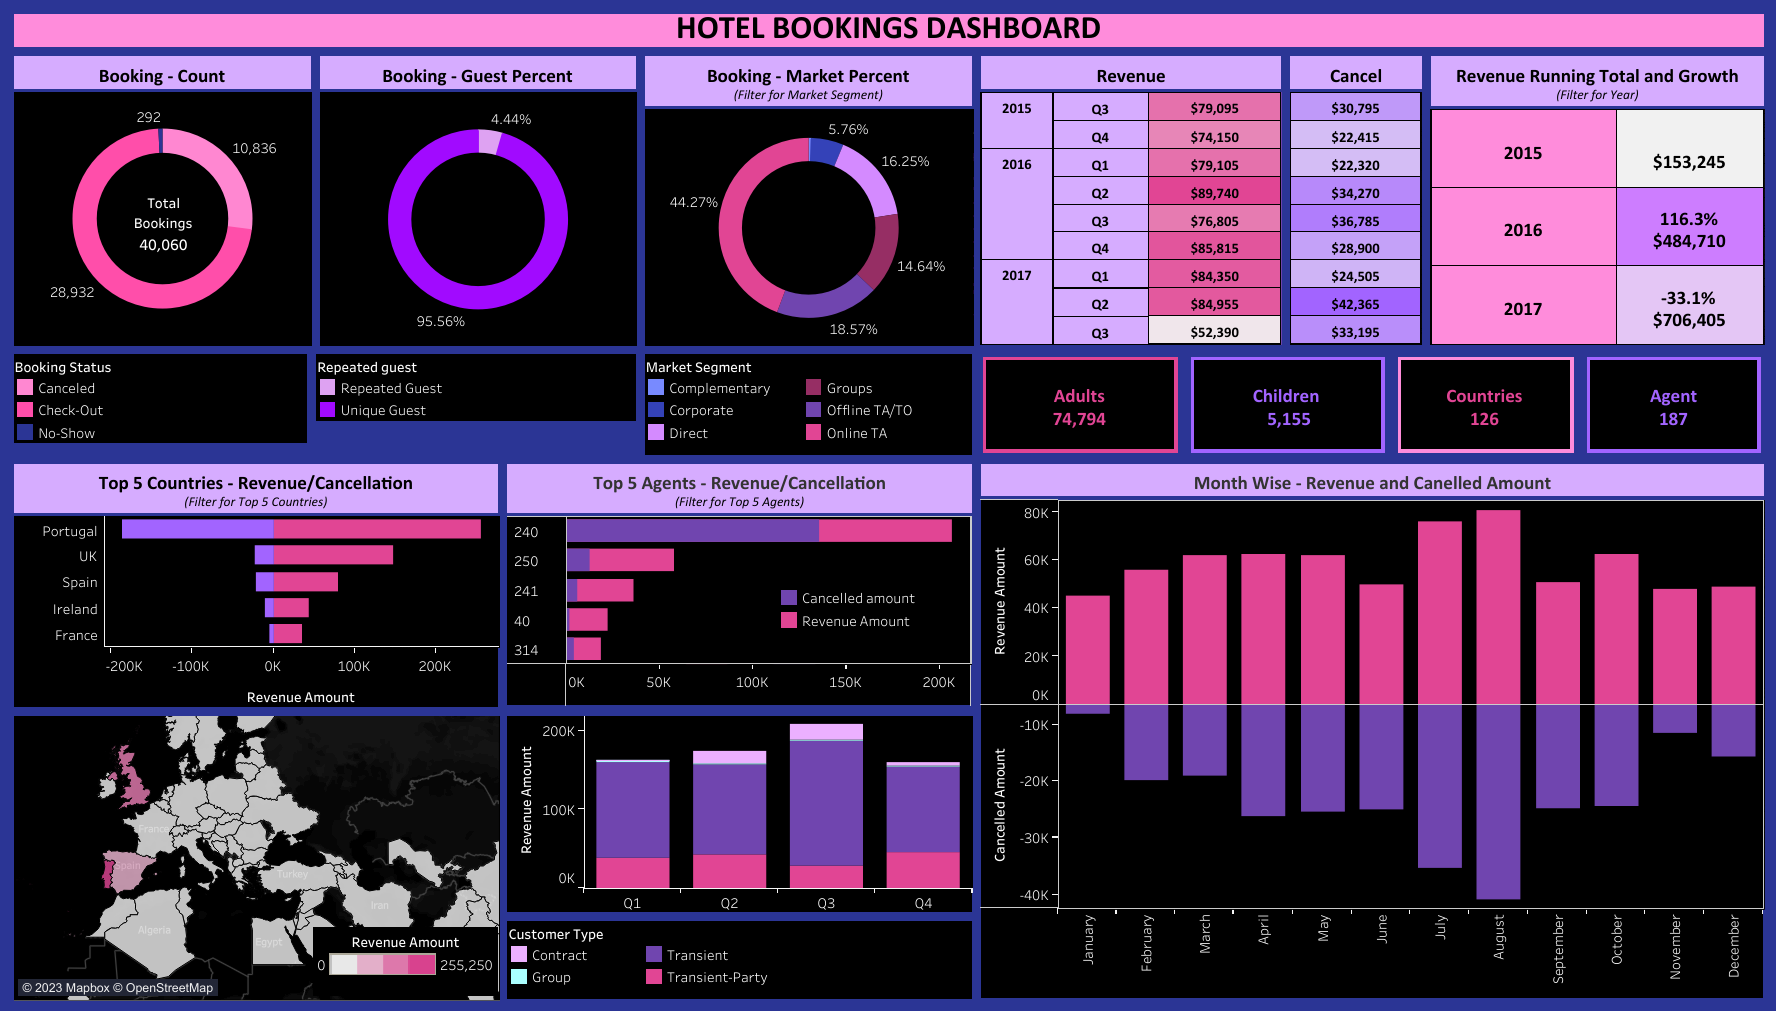 HOTEL BOOKINGS DASHBOARD
Booking - Count
292
10,836
Total
Bookings
40,060
28,932
Booking Status
Canceled
Check-Out
No-Show
Booking - Guest Percent
4.44%
95.56%
Repeated guest
Repeated Guest
Unique Guest
Booking - Market Percent
(Filter for Market Segment)
5.76%
16.25%
44.27%
14.64%
18.57%
Market Segment
Complementary
Corporate
Direct
Groups
Offline TA/TO
Online TA
Revenue
Cancel
2015 Q3 $79,095 $30,795
Q4 $74,150 $22,415
2016 Q1 $79,105 $22,320
Q2 $89,740 $34,270
Q3 $76,805 $36,785
Q4 $85,815 $28,900
2017 Q1 $84,350 $24,505
Q2 $84,955 $42,365
Q3 $52,390 $33,195
Revenue Running Total and Growth
(Filter for Year)
2015
$153,245
2016
116.3%
$484,710
2017
-33.1%
$706,405
Adults
74,794
Children
5,155
Countries
126
Agent
187
Top 5 Countries - Revenue/Cancellation
(Filter for Top 5 Countries)
Portugal
UK
Spain
Ireland
France
-200K -100K 0K 100K 200K
Revenue Amount
Top 5 Agents - Revenue/Cancellation
(Filter for Top 5 Agents)
240
250
241
40
314
Cancelled amount
Revenue Amount
0K 50K 100K 150K 200K
Month Wise - Revenue and Canelled Amount
80K
60K
40K
20K
0K
Revenue Amount
-10K
-20K
-30K
-40K
Cancelled Amount
January
February
March
April
May
June
July
August
September
October
November
December
France
Spain
Turkey
Iran
Algeria
Egypt
Revenue Amount
0 255,250
© 2023 Mapbox © OpenStreetMap
200K
100K
0K
Revenue Amount
Q1 Q2 Q3 Q4
Customer Type
Contract
Group
Transient
Transient-Party